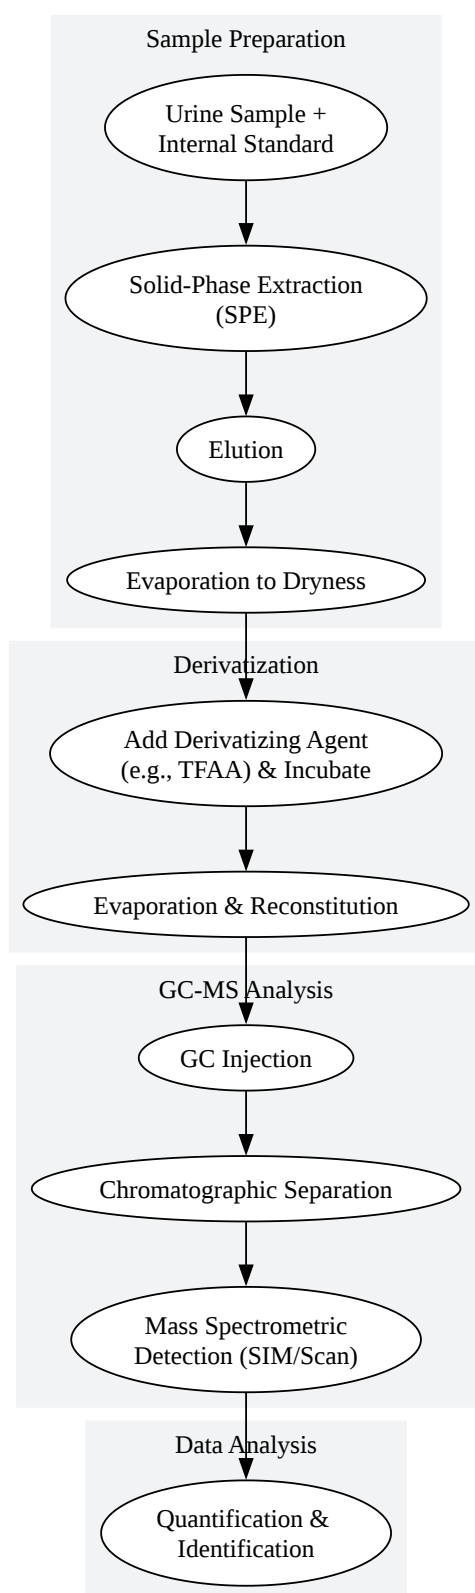 Sample Preparation
Urine Sample +
Internal Standard
Solid-Phase Extraction
(SPE)
Elution
Evaporation to Dryness
Derivatization
Add Derivatizing Agent
(e.g., TFAA) & Incubate
Evaporation & Reconstitution
GC-MS Analysis
GC Injection
Chromatographic Separation
Mass Spectrometric
Detection (SIM/Scan)
Data Analysis
Quantification &
Identification